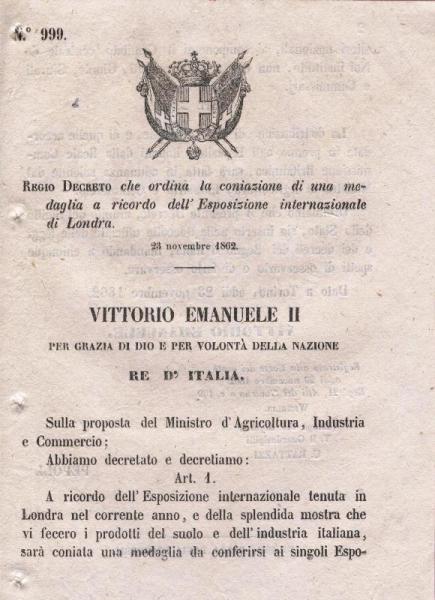 N.° 999.
REGIO DECRETO che ordina la coniazione di una me-
daglia a ricordo dell'Esposizione internazionale
di Londra.
23 novembre 1862.
VITTORIO EMANUELE II
PER GRAZIA DI DIO E PER VOLONTÀ DELLA NAZIONE
RE D' ITALIA.
Sulla proposta del Ministro d'Agricoltura, Industria
e Commercio;
Abbiamo decretato e decretiamo:
Art. 1.
A ricordo dell'Esposizione internazionale tenuta in
Londra nel corrente anno, e della splendida mostra che
vi fecero i prodotti del suolo e dell'industria italiana,
sarà coniata una medaglia da conferirsi ai singoli Espo-